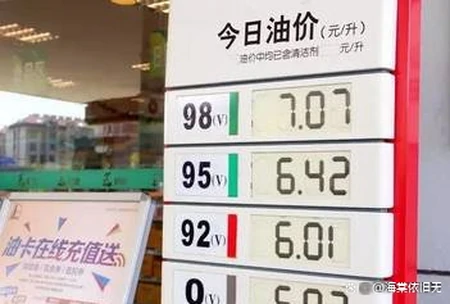 今日油价(元/升)
油价中均已含清洁剂 元/升
98(V) 7.07
95(V) 6.42
92(V) 6.01
0(V)
油卡在线充值送
@海棠依旧无